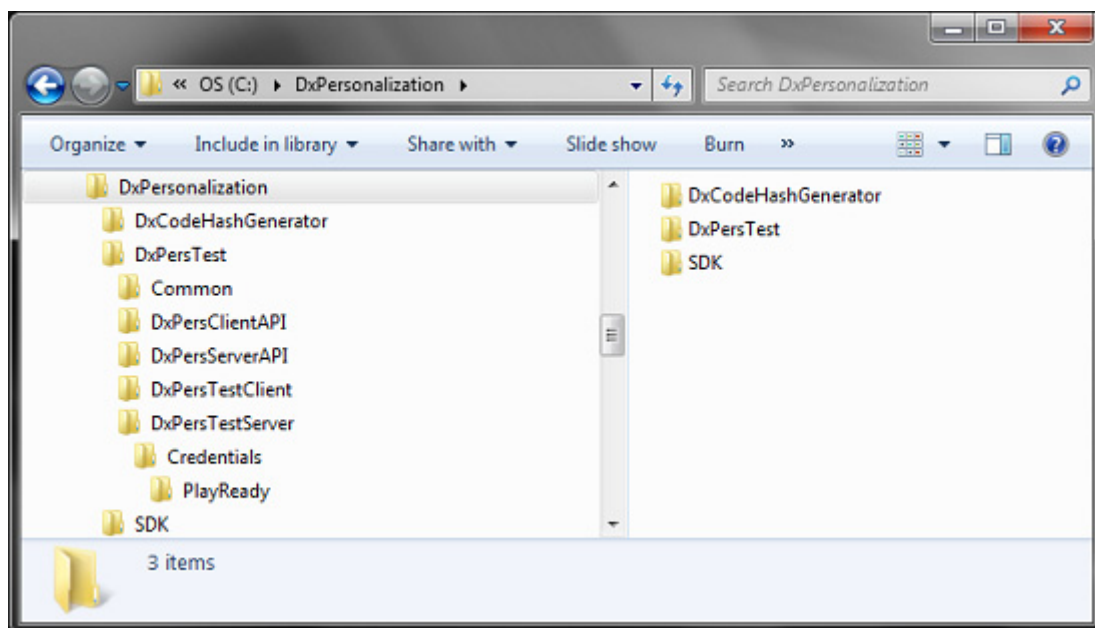 « OS (C:) ▸ DxPersonalization ▸ Search DxPersonalization
Organize ▾ Include in library ▾ Share with ▾ Slide show Burn »
DxPersonalization
DxCodeHashGenerator
DxPersTest
Common
DxPersClientAPI
DxPersServerAPI
DxPersTestClient
DxPersTestServer
Credentials
PlayReady
SDK
DxCodeHashGenerator
DxPersTest
SDK
3 items